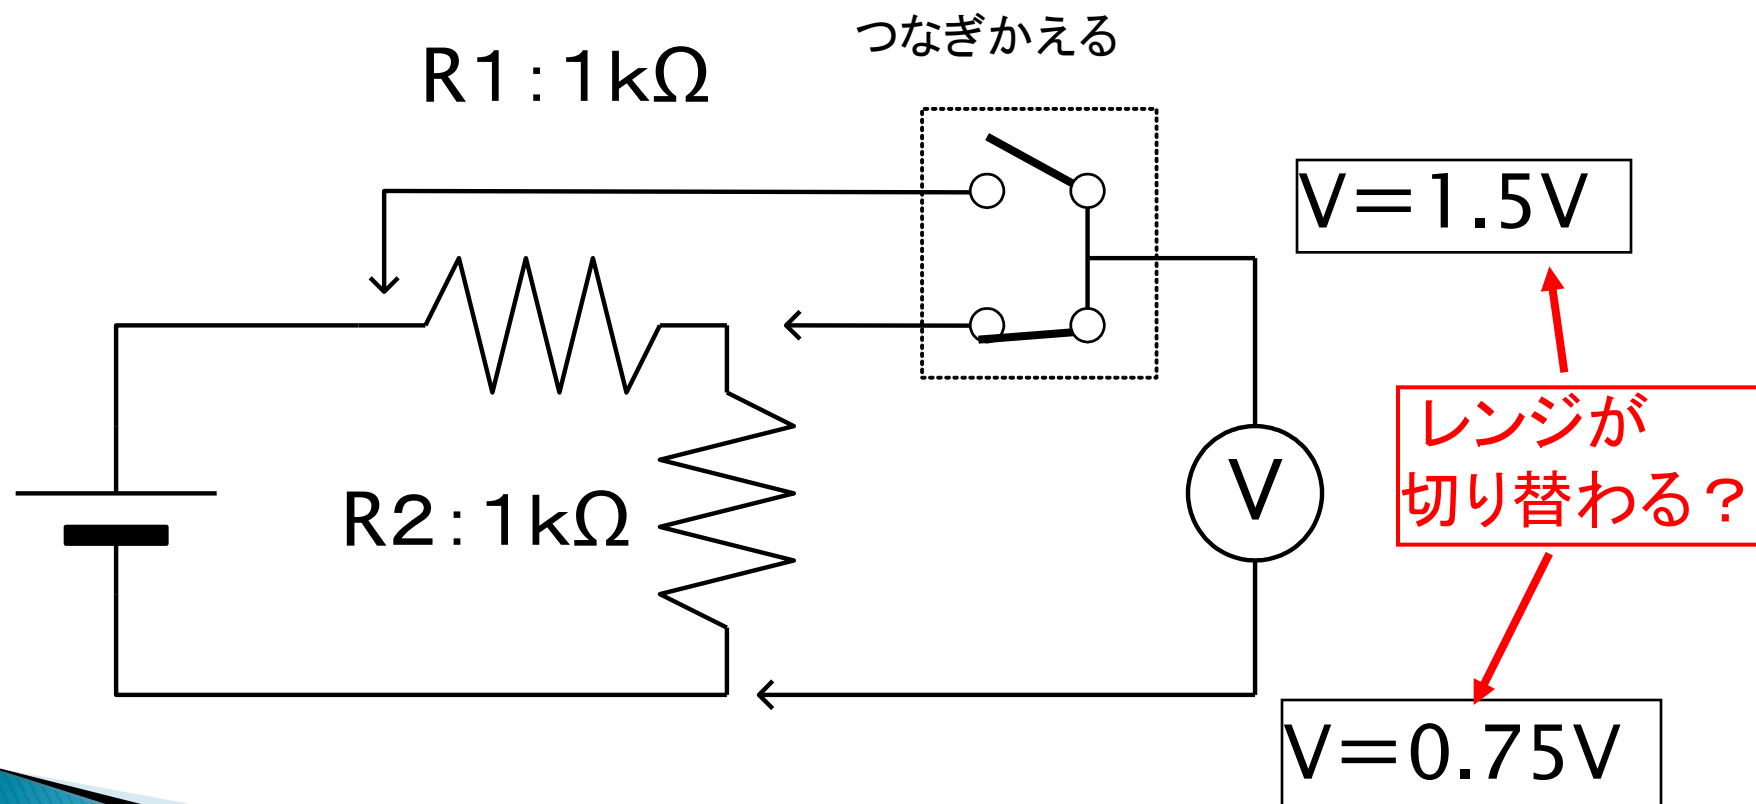 つなぎかえる
R1:1kΩ
V=1.5V
レンジが
切り替わる？
V
R2:1kΩ
V=0.75V